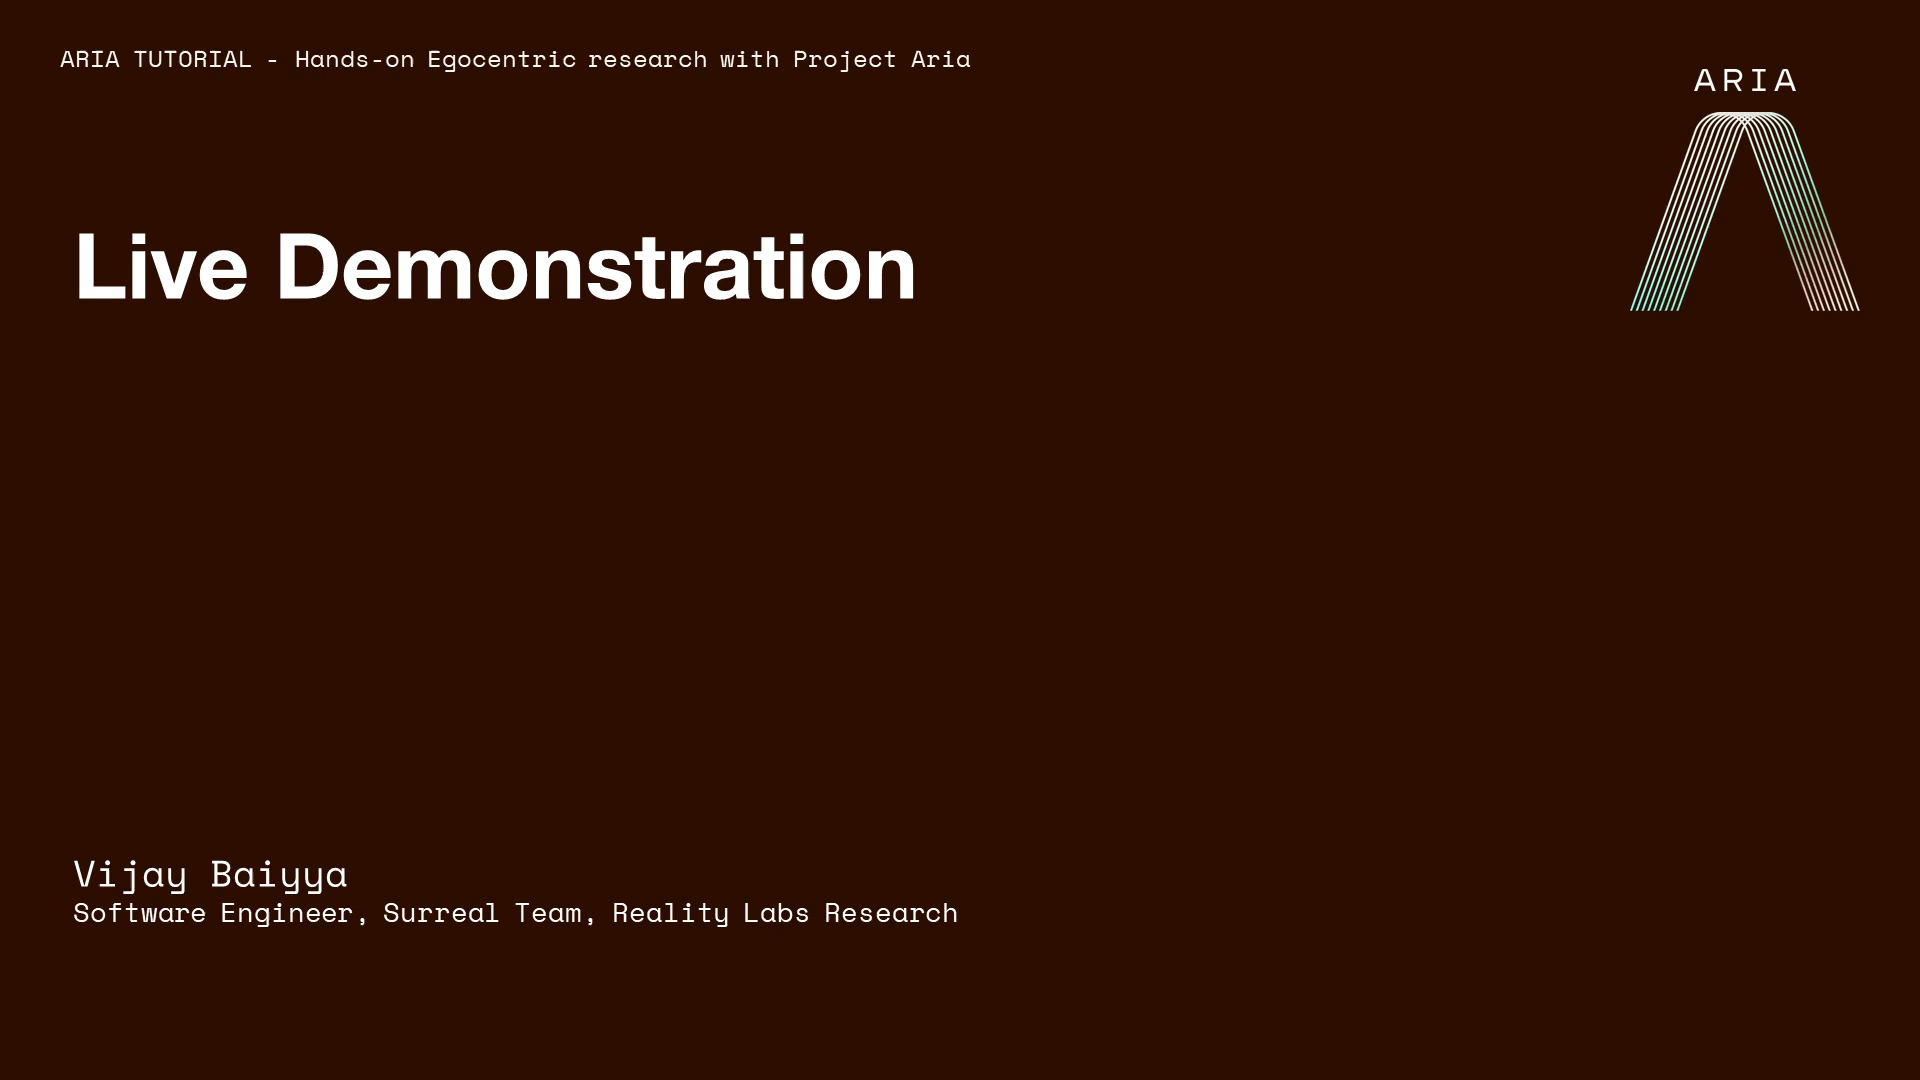 ARIA TUTORIAL - Hands-on Egocentric research with Project Aria
ARIA
Live Demonstration
Vijay Baiyya
Software Engineer, Surreal Team, Reality Labs Research